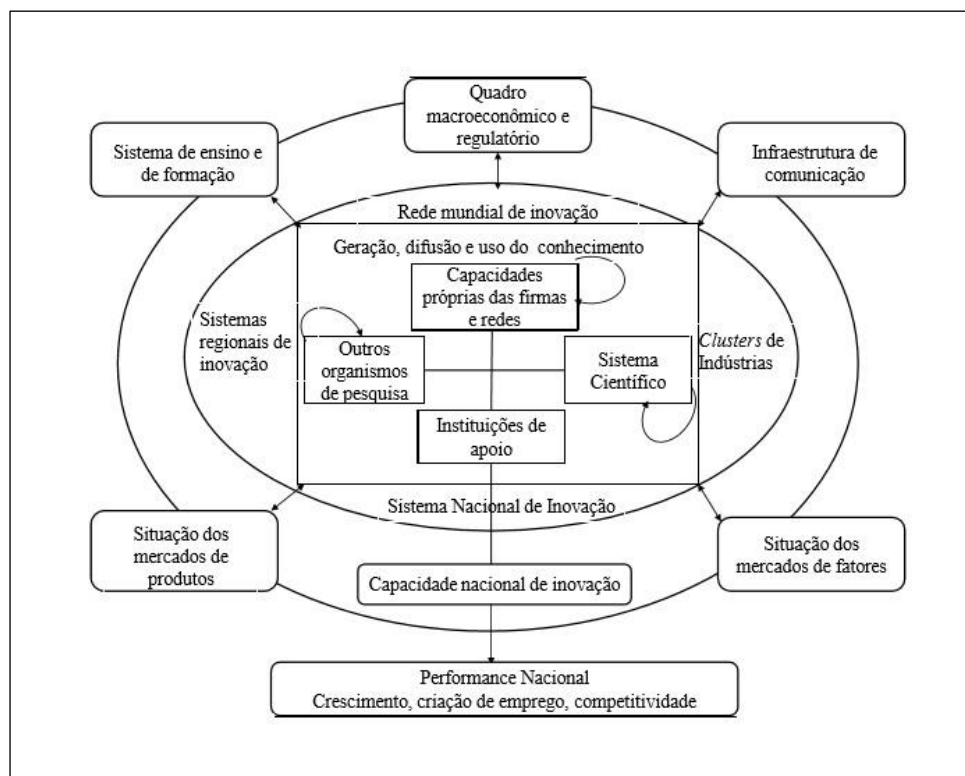 Quadro
macroeconômico e
regulatório
Sistema de ensino e
de formação
Infraestrutura de
comunicação
Rede mundial de inovação
Geração, difusão e uso do conhecimento
Capacidades
próprias das firmas
e redes
Sistemas
regionais de
inovação
Outros
organismos
de pesquisa
Sistema
Científico
Clusters de
Indústrias
Instituições de
apoio
Sistema Nacional de Inovação
Situação dos
mercados de
produtos
Situação dos
mercados de fatores
Capacidade nacional de inovação
Performance Nacional
Crescimento, criação de emprego, competitividade